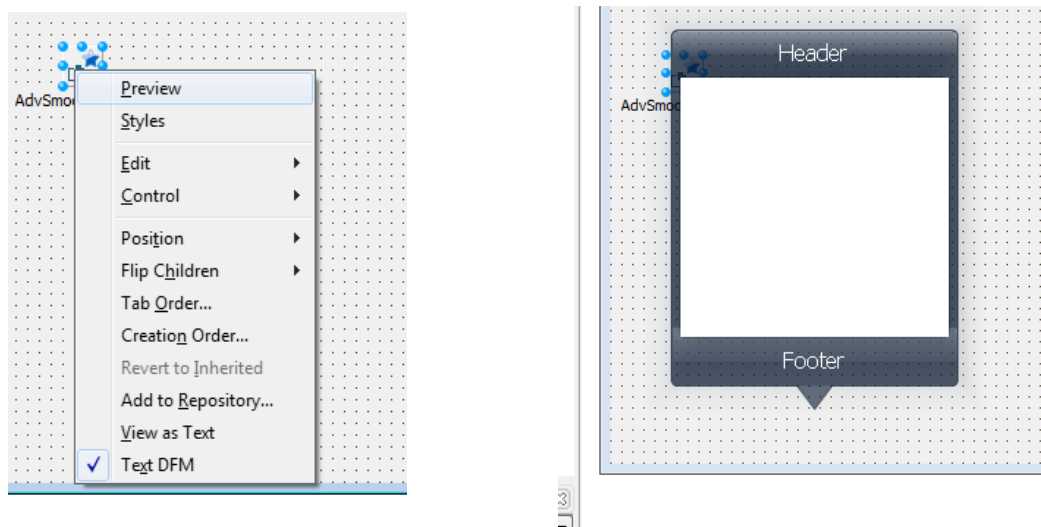 AdvSmo
Preview
Styles
Edit
Control
Position
Flip Children
Tab Order...
Creation Order...
Revert to Inherited
Add to Repository...
View as Text
Text DFM
Header
AdvSmo
Footer